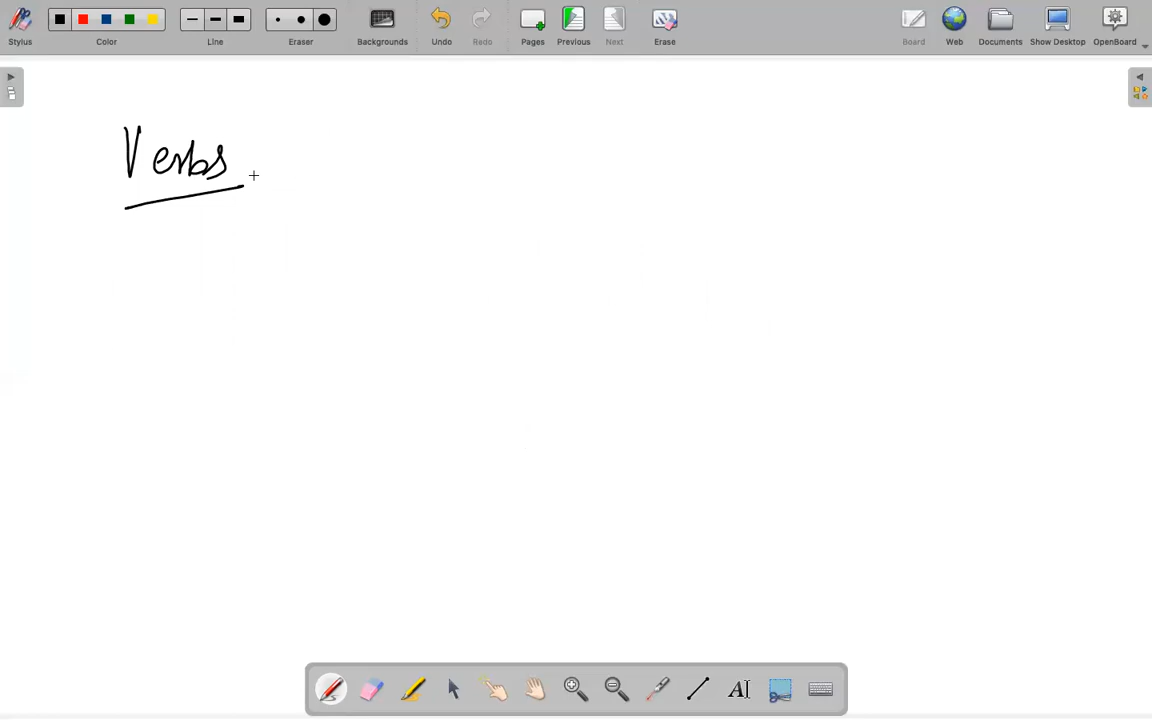 Stylus
Color
Line
Eraser
Backgrounds
Undo
Redo
Pages
Previous
Next
Erase
Board
Web
Documents
Show Desktop
OpenBoard
Verbs